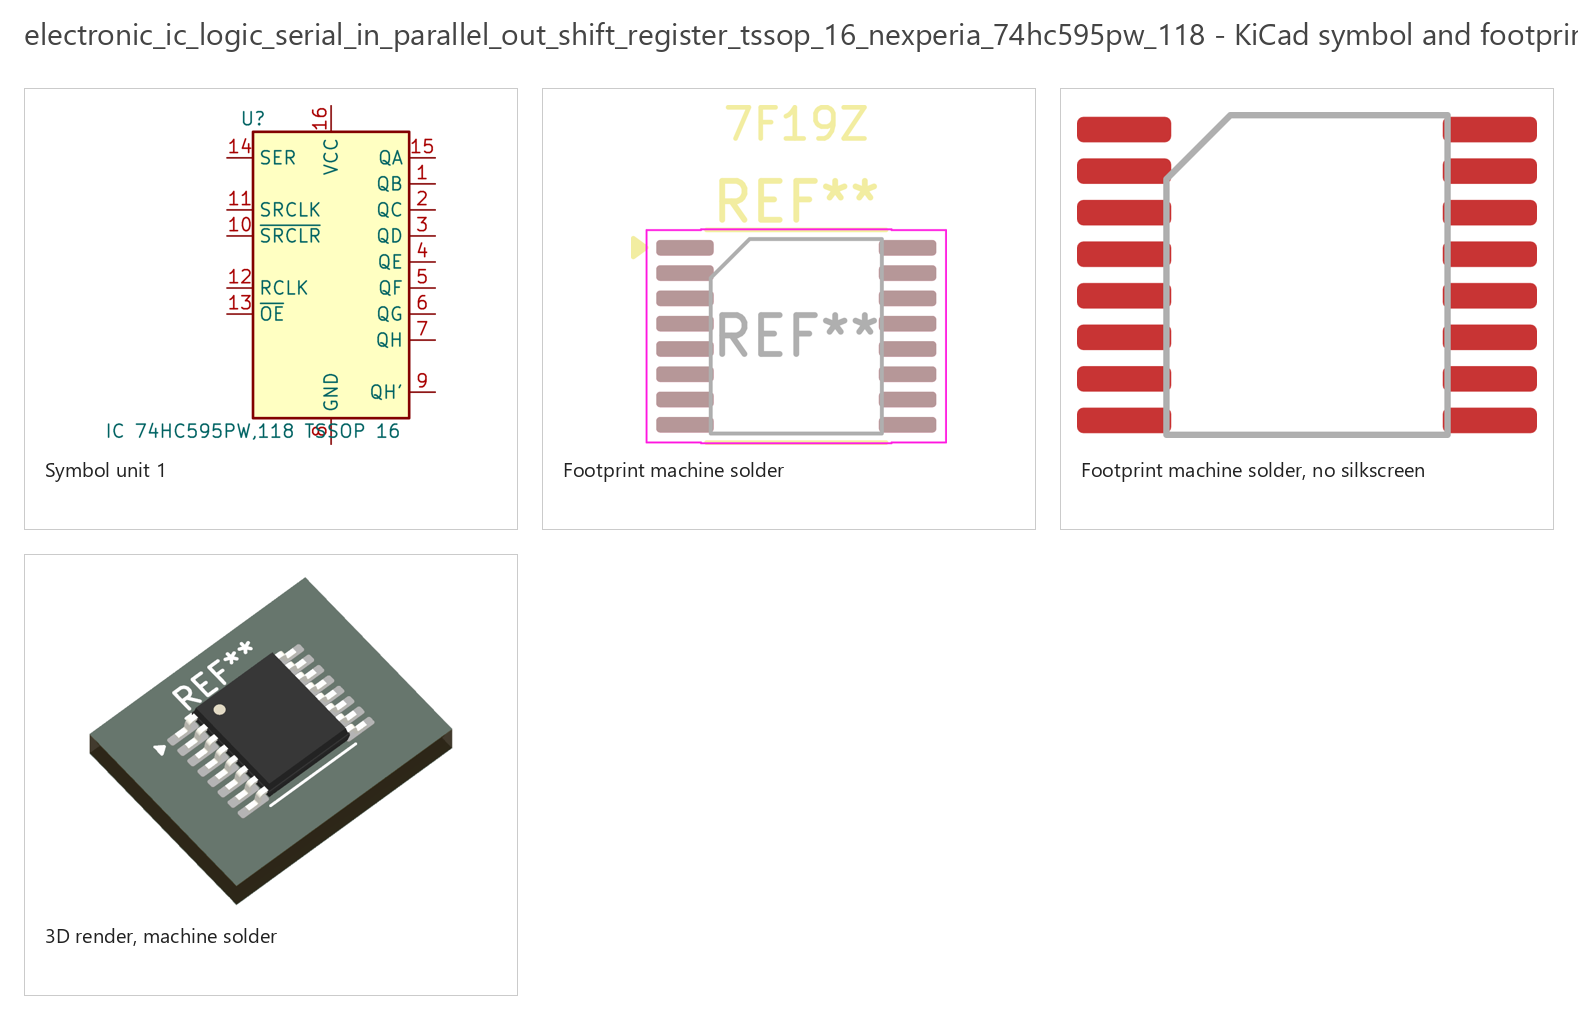 electronic_ic_logic_serial_in_parallel_out_shift_register_tssop_16_nexperia_74hc595pw_118 - KiCad symbol and footprin
U?
16
VCC
14 SER
11 SRCLK
10 SRCLR
12 RCLK
13 OE
QA 15
QB 1
QC 2
QD 3
QE 4
QF 5
QG 6
QH 7
QH' 9
GND
8
IC 74HC595PW,118 TSSOP 16
Symbol unit 1
7F19Z
REF**
REF**
Footprint machine solder
Footprint machine solder, no silkscreen
REF**
3D render, machine solder